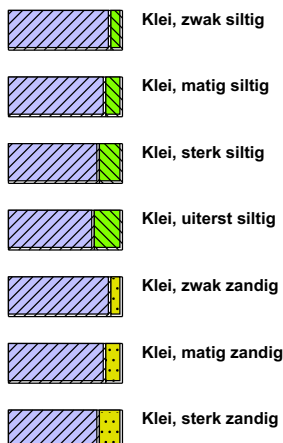 Klei, zwak siltig
Klei, matig siltig
Klei, sterk siltig
Klei, uiterst siltig
Klei, zwak zandig
Klei, matig zandig
Klei, sterk zandig